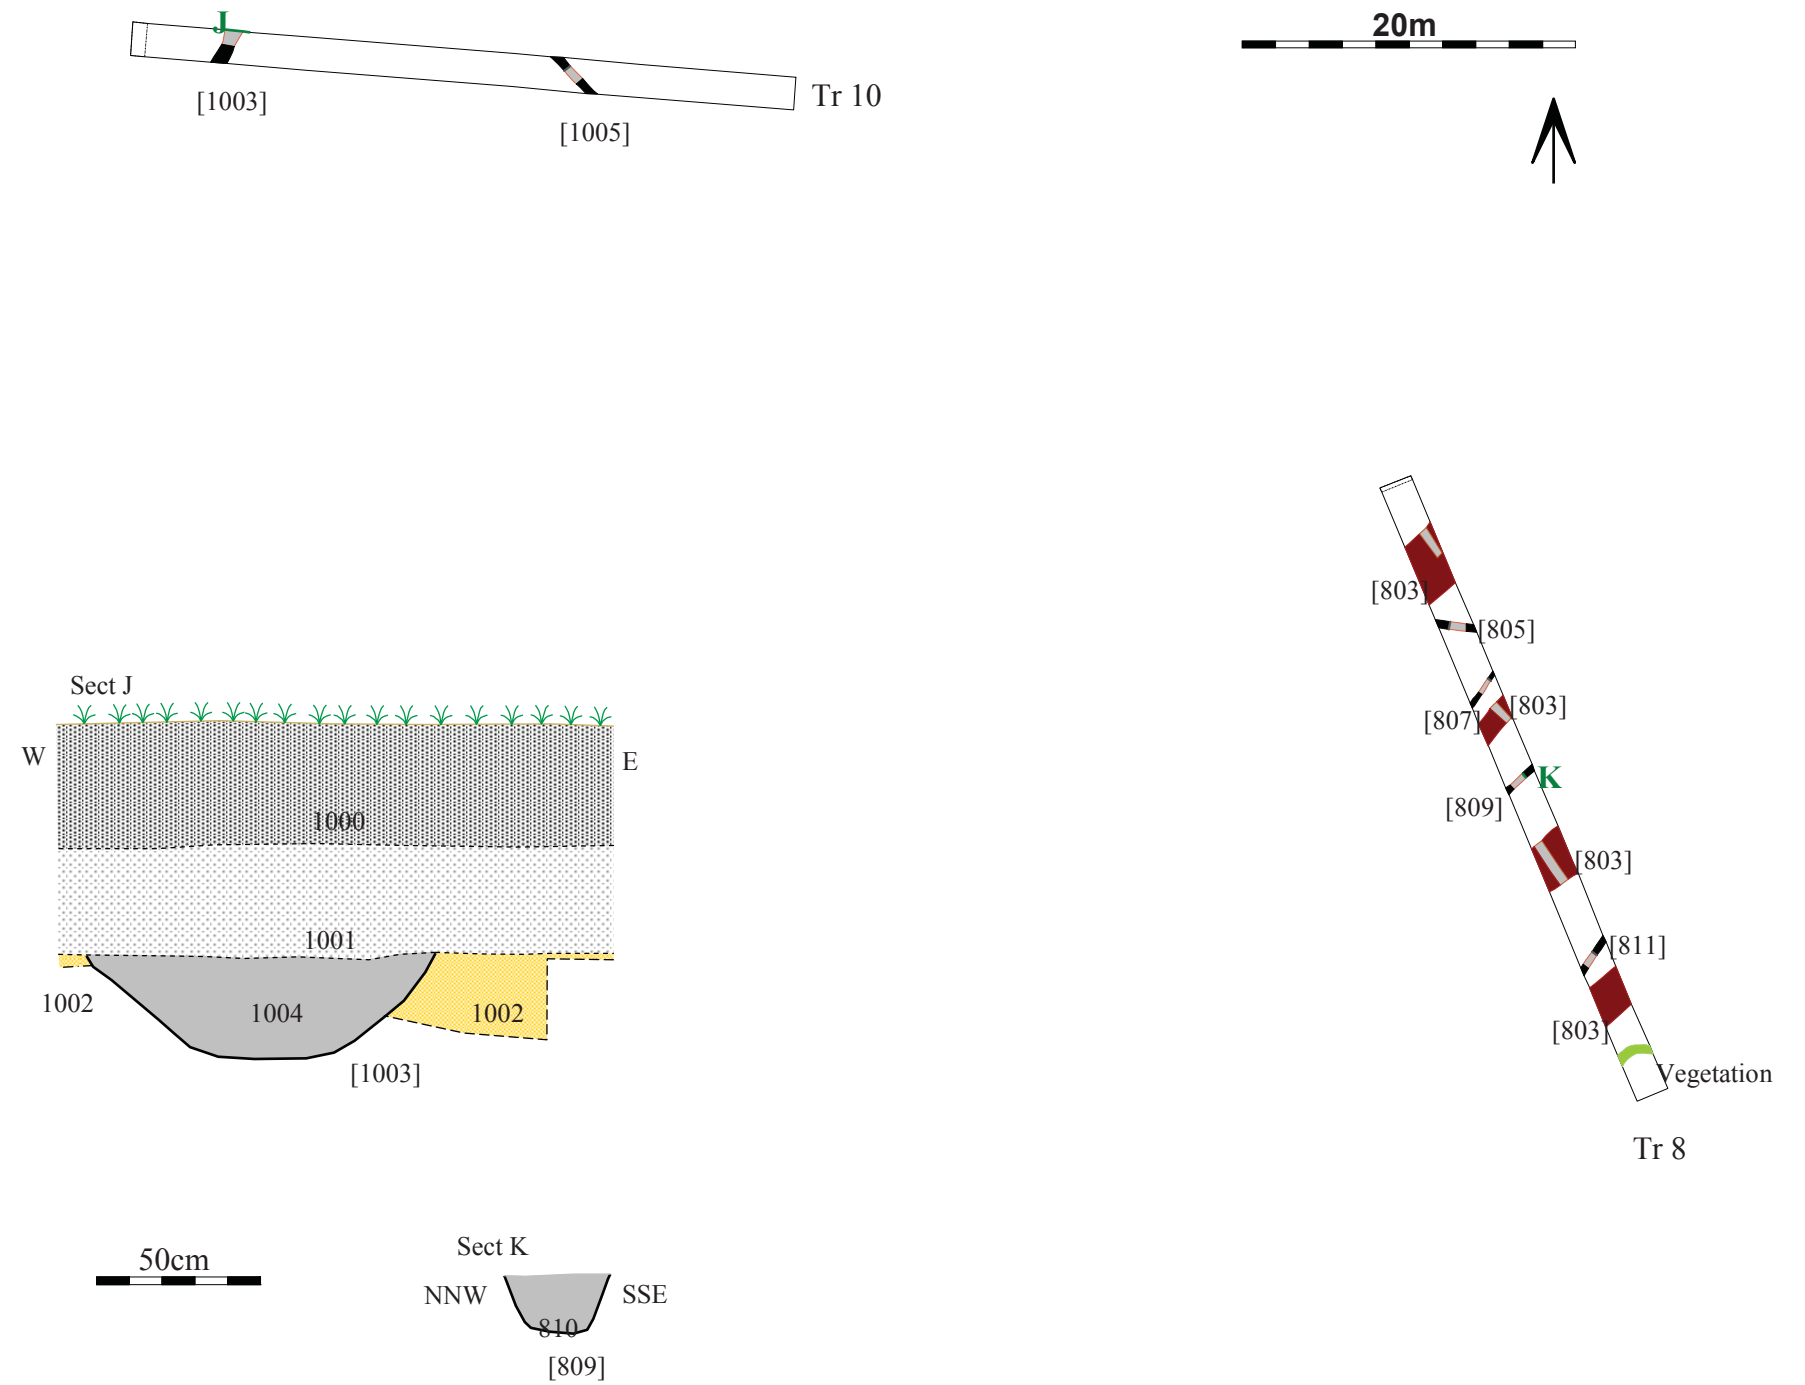 J
20m
Tr 10
[1003]
[1005]
[803]
[805]
[803]
[807]
K
[809]
[803]
[811]
[803]
Vegetation
Tr 8
Sect J
W
E
1000
1001
1002
1004
1002
[1003]
50cm
Sect K
NNW
SSE
810
[809]